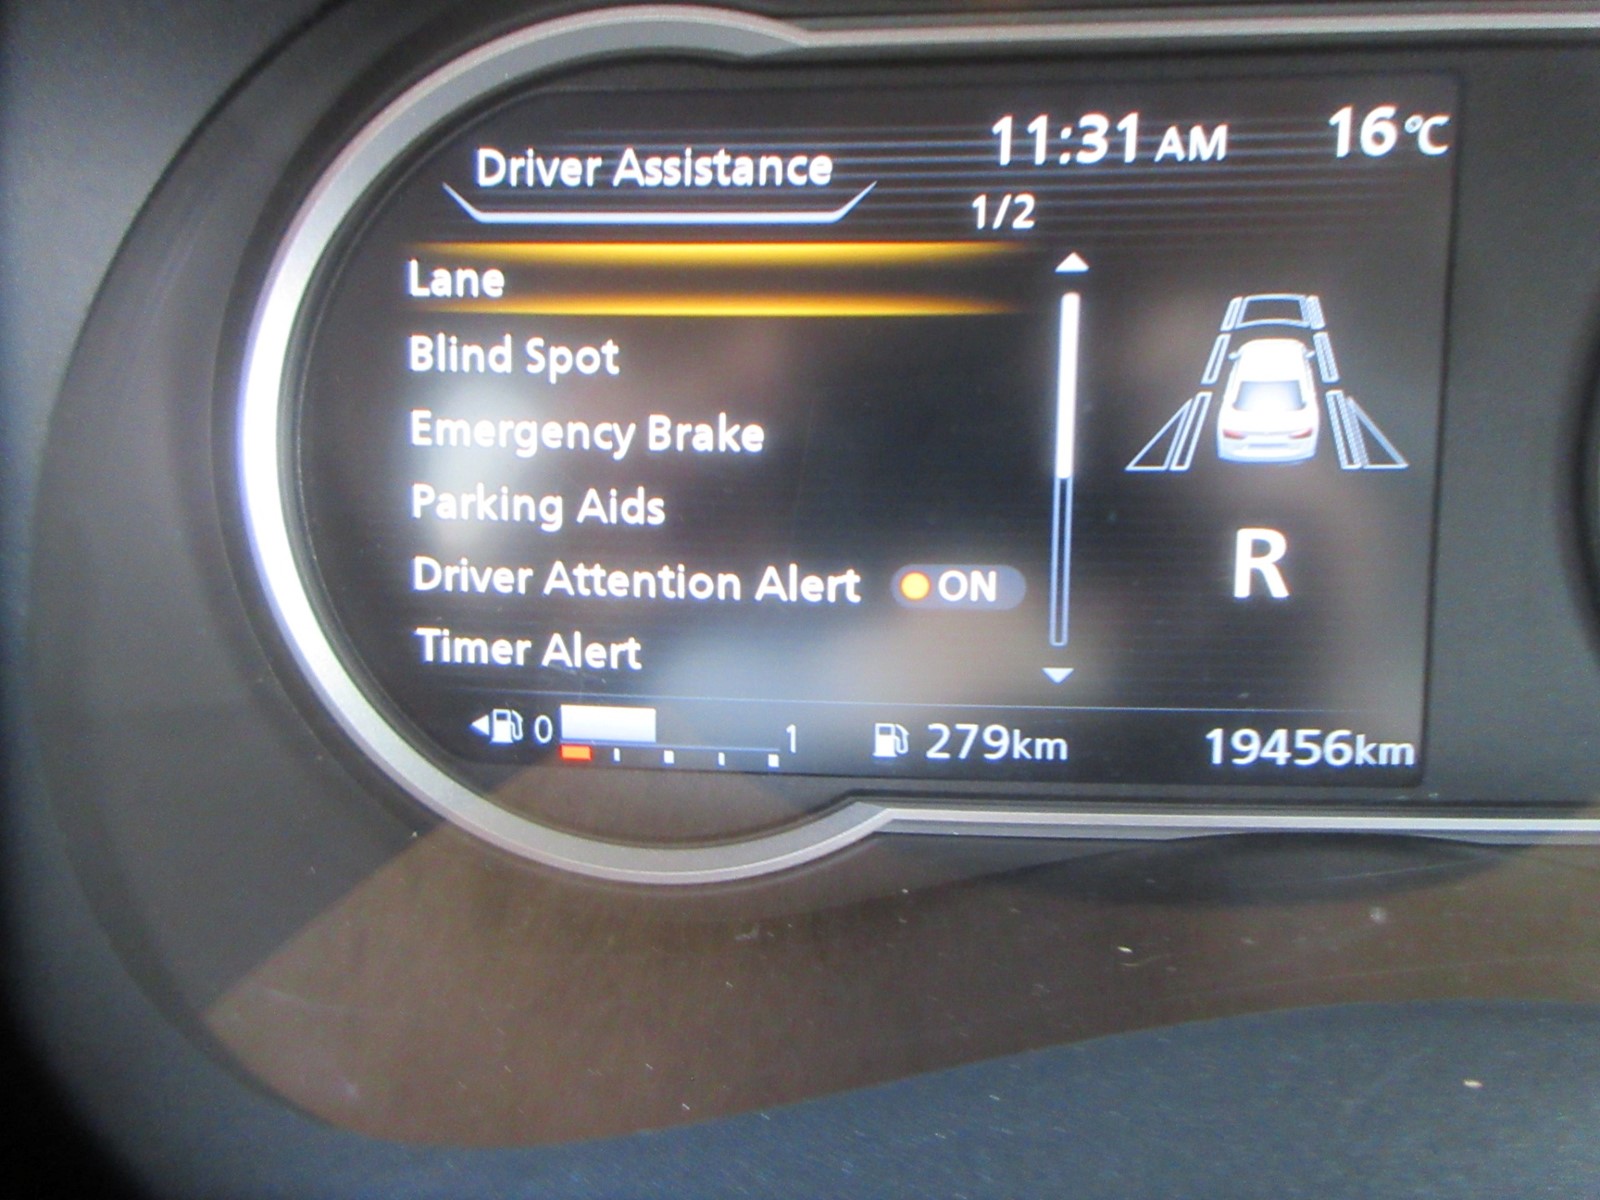 Driver Assistance
11:31 AM
16°C
1/2
Lane
Blind Spot
Emergency Brake
Parking Aids
Driver Attention Alert ON
Timer Alert
R
0 1
279km
19456km